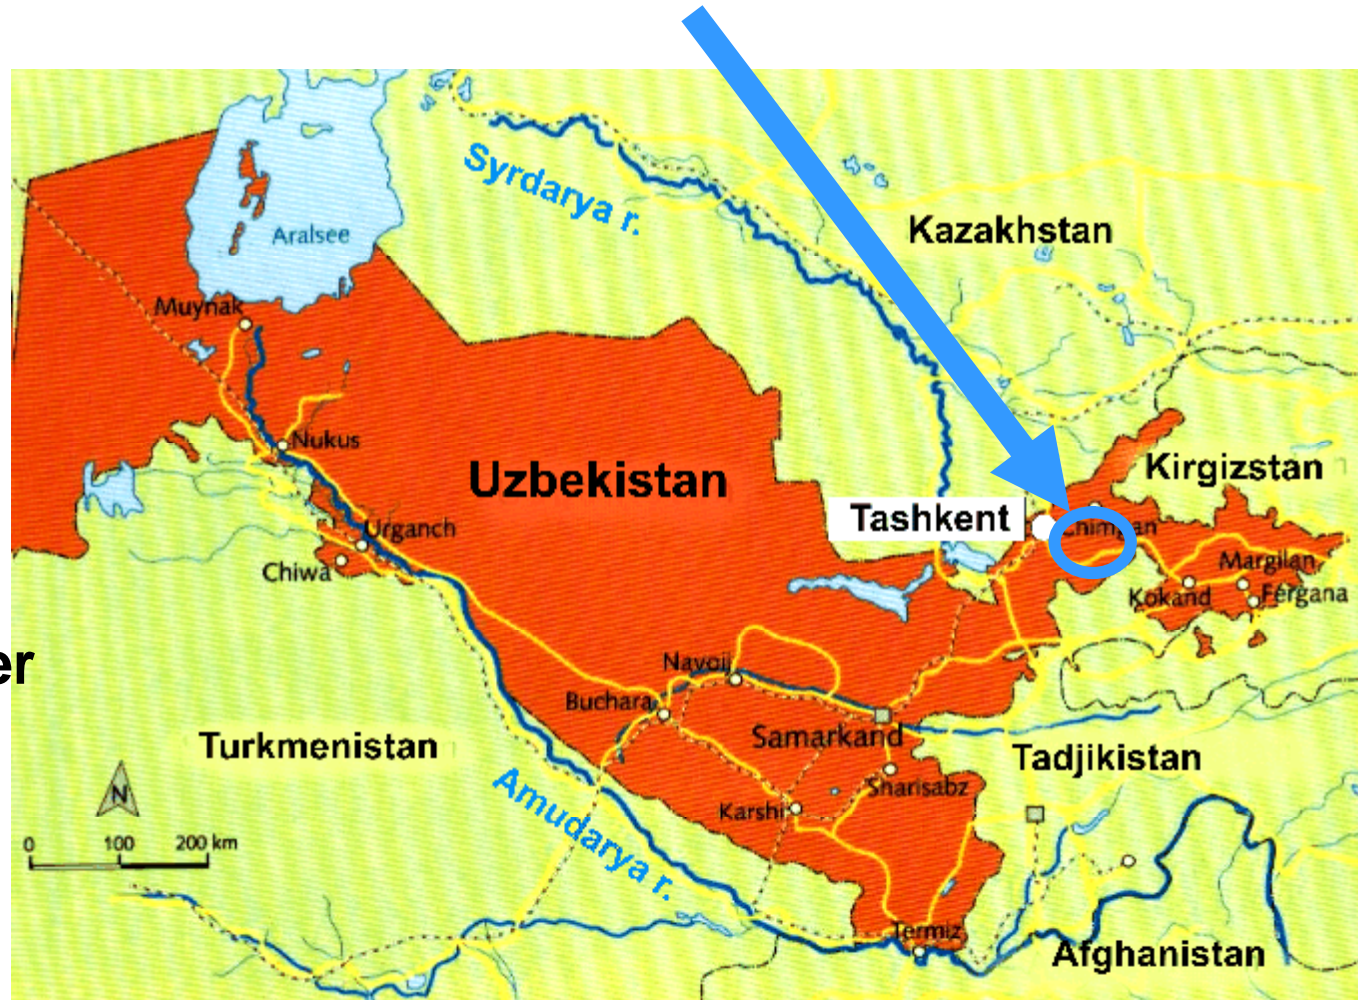 Syrdarya r.
Kazakhstan
Aralsee
Muynak
Nukus
Kirgizstan
Uzbekistan
Tashkent
Chimgan
Urganch
Margilan
Chiwa
Kokand
Fergana
er
Navoij
Buchara
Samarkand
Turkmenistan
Tadjikistan
Sharisabz
Amudarya r.
Karshi
N
0 100 200 km
Termiz
Afghanistan